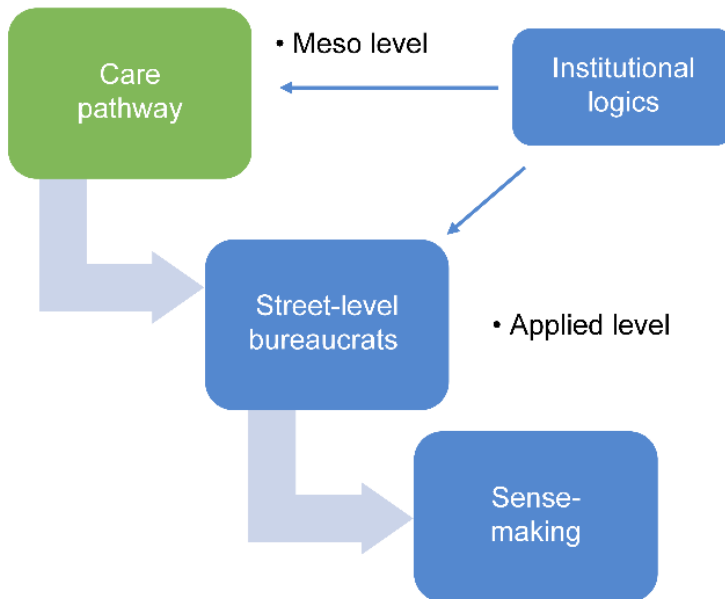 Care
pathway
• Meso level
Institutional
logics
Street-level
bureaucrats
• Applied level
Sense-
making